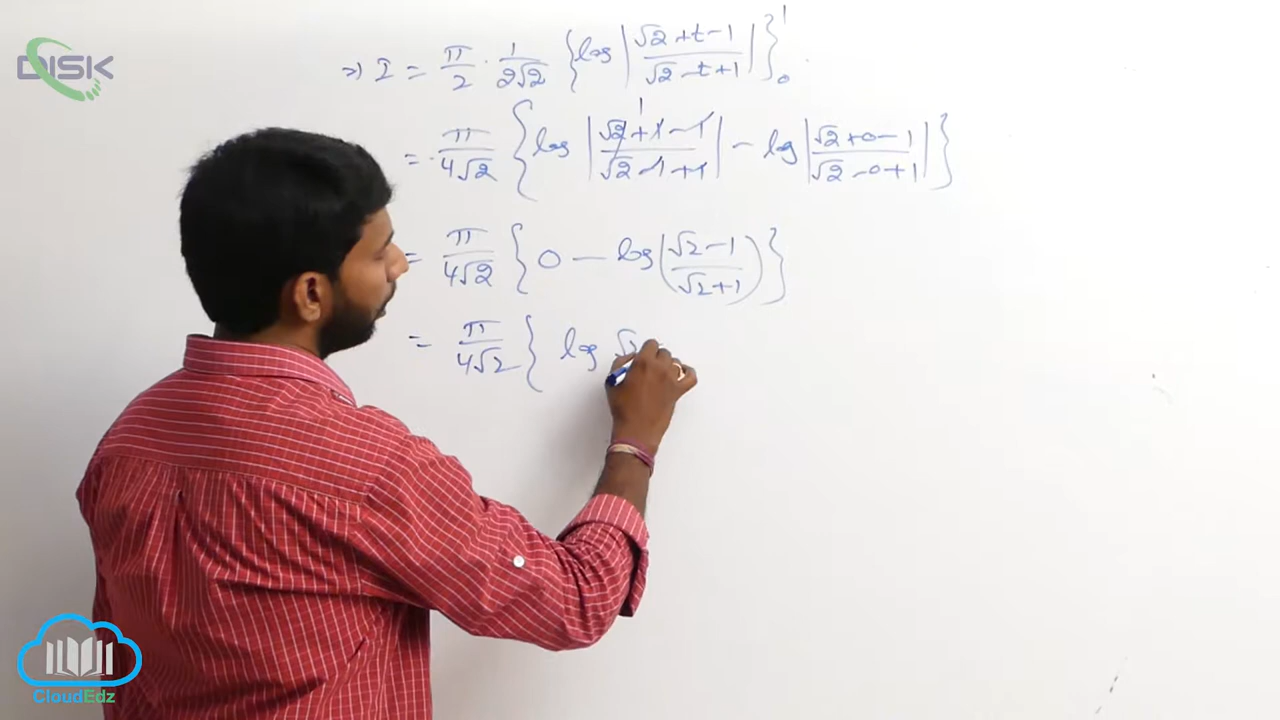 DISK
⇒ I = π/2 · 1/2√2 {log |√2+t-1/√2-t+1|}₀¹
= π/4√2 {log |√2+1-1/√2-1+1| - log |√2+0-1/√2-0+1|}
= π/4√2 {0 - log (√2-1/√2+1)}
= π/4√2 { log √2
CloudEdz